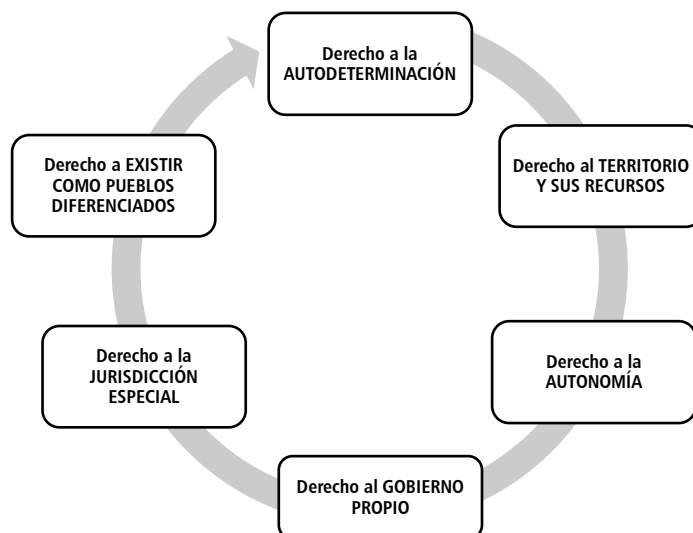 Derecho a la
AUTODETERMINACIÓN
Derecho al TERRITORIO
Y SUS RECURSOS
Derecho a la
AUTONOMÍA
Derecho al GOBIERNO
PROPIO
Derecho a la
JURISDICCIÓN
ESPECIAL
Derecho a EXISTIR
COMO PUEBLOS
DIFERENCIADOS